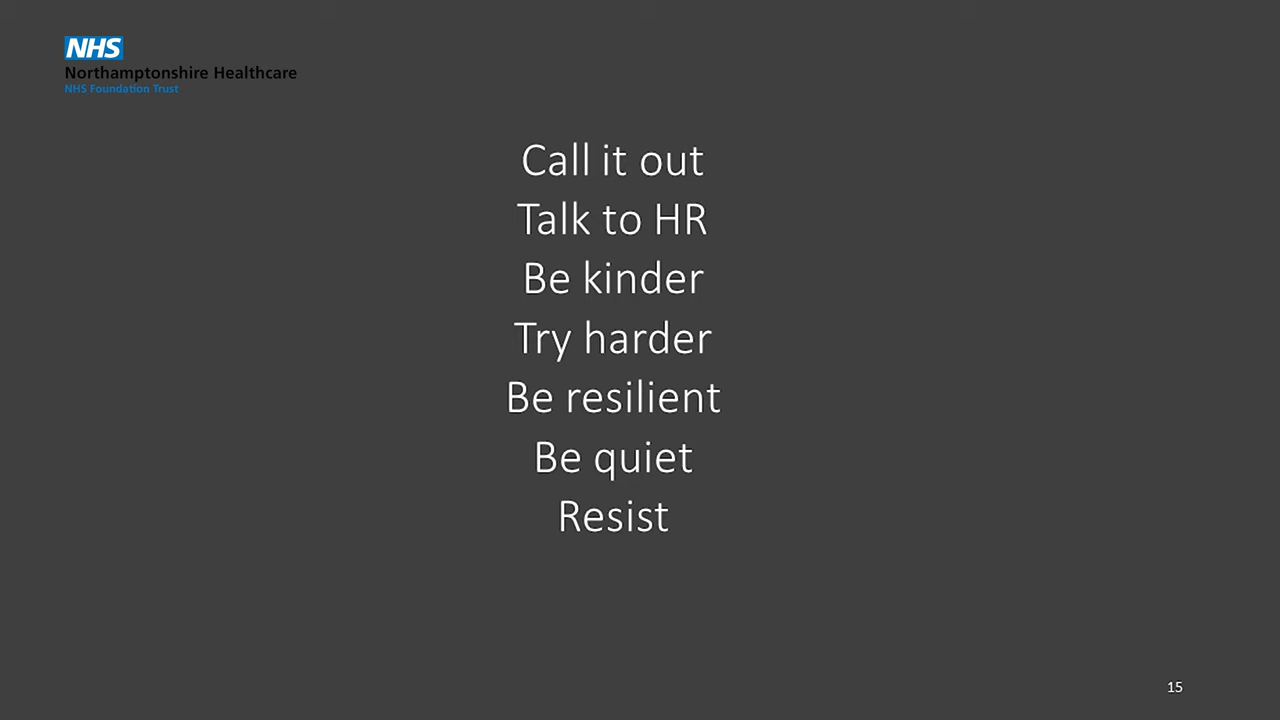 NHS
Northamptonshire Healthcare
NHS Foundation Trust
Call it out
Talk to HR
Be kinder
Try harder
Be resilient
Be quiet
Resist
15